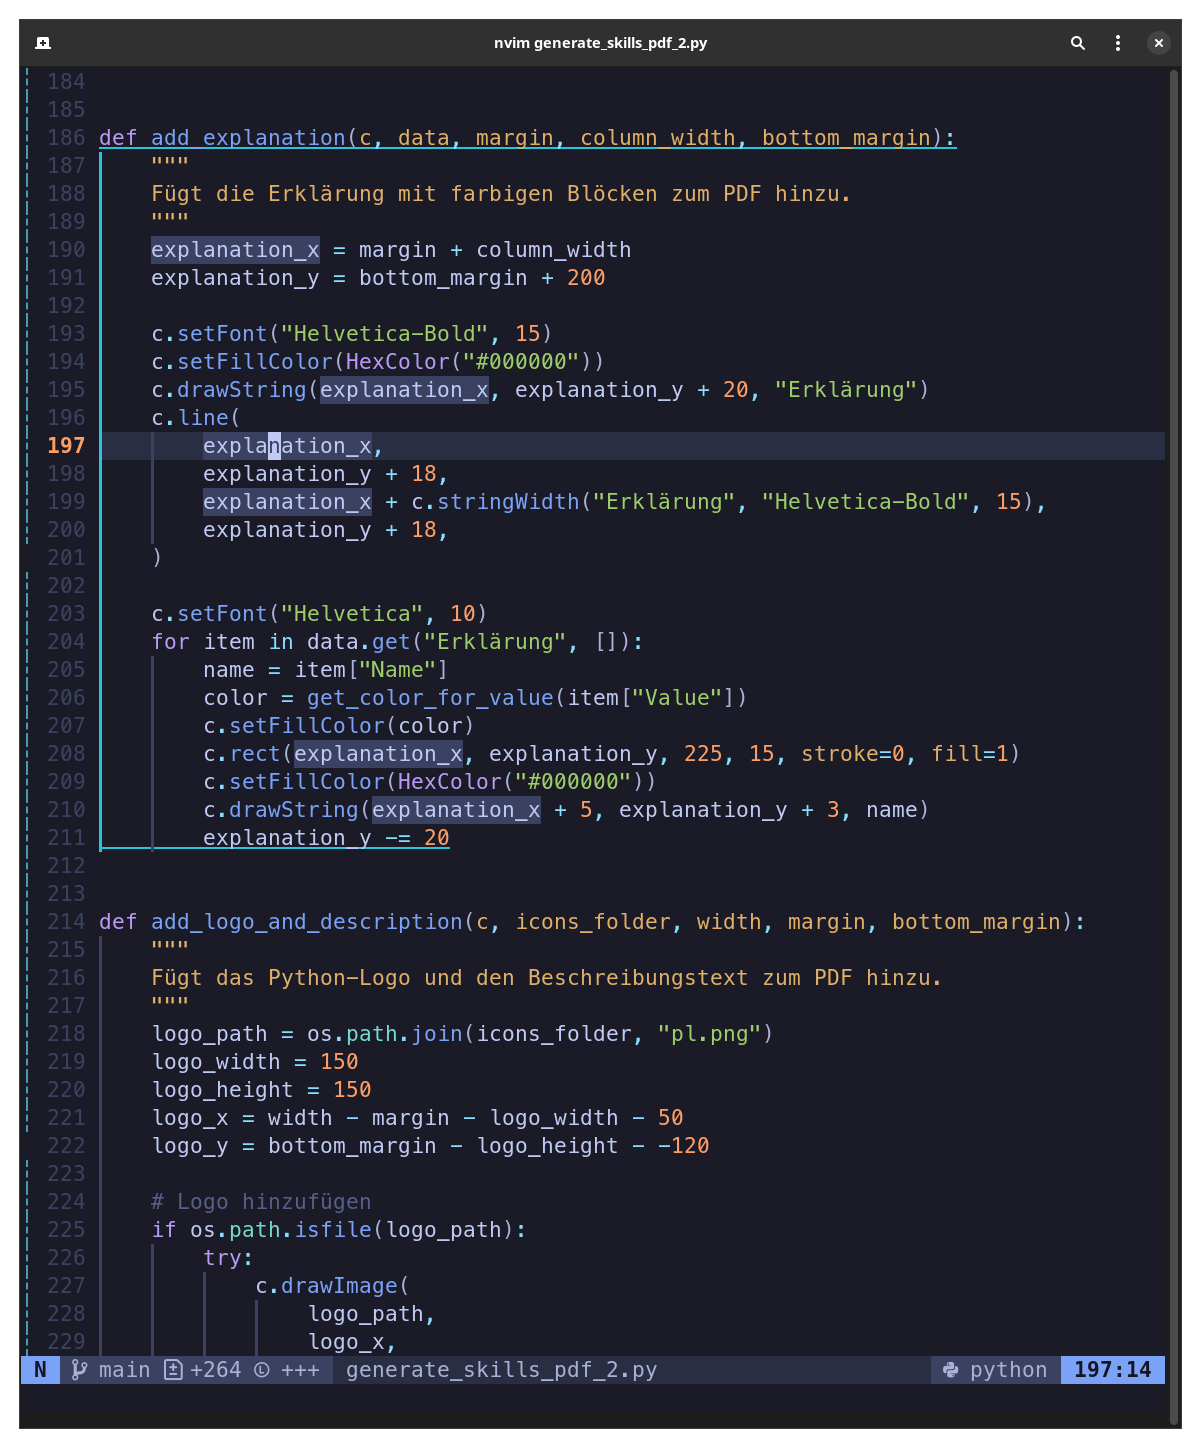 nvim generate_skills_pdf_2.py
184
185
186 def add_explanation(c, data, margin, column_width, bottom_margin):
187     """
188     Fügt die Erklärung mit farbigen Blöcken zum PDF hinzu.
189     """
190     explanation_x = margin + column_width
191     explanation_y = bottom_margin + 200
192
193     c.setFont("Helvetica-Bold", 15)
194     c.setFillColor(HexColor("#000000"))
195     c.drawString(explanation_x, explanation_y + 20, "Erklärung")
196     c.line(
197         explanation_x,
198         explanation_y + 18,
199         explanation_x + c.stringWidth("Erklärung", "Helvetica-Bold", 15),
200         explanation_y + 18,
201     )
202
203     c.setFont("Helvetica", 10)
204     for item in data.get("Erklärung", []):
205         name = item["Name"]
206         color = get_color_for_value(item["Value"])
207         c.setFillColor(color)
208         c.rect(explanation_x, explanation_y, 225, 15, stroke=0, fill=1)
209         c.setFillColor(HexColor("#000000"))
210         c.drawString(explanation_x + 5, explanation_y + 3, name)
211         explanation_y -= 20
212
213
214 def add_logo_and_description(c, icons_folder, width, margin, bottom_margin):
215     """
216     Fügt das Python-Logo und den Beschreibungstext zum PDF hinzu.
217     """
218     logo_path = os.path.join(icons_folder, "pl.png")
219     logo_width = 150
220     logo_height = 150
221     logo_x = width - margin - logo_width - 50
222     logo_y = bottom_margin - logo_height - -120
223
224     # Logo hinzufügen
225     if os.path.isfile(logo_path):
226         try:
227             c.drawImage(
228                 logo_path,
229                 logo_x,
N main +264 Ⓛ +++ generate_skills_pdf_2.py python 197:14